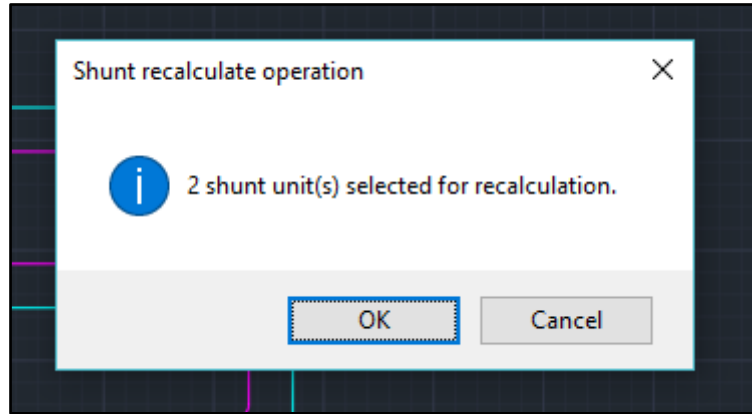 Shunt recalculate operation
2 shunt unit(s) selected for recalculation.
OK
Cancel